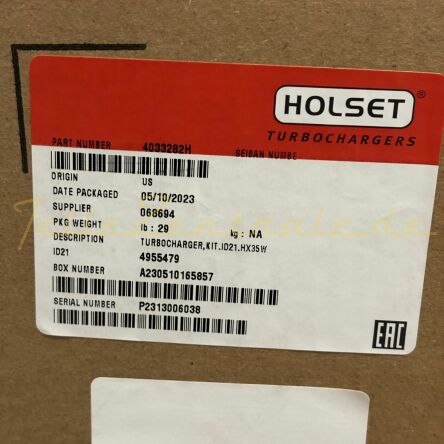 HOLSET®
TURBOCHARGERS
PART NUMBER 4033282H SEIBAN NUMBE
ORIGIN US
DATE PACKAGED 05/10/2023
SUPPLIER 068694
PKG WEIGHT lb: 29 kg: NA
DESCRIPTION TURBOCHARGER,KIT.ID21.HX35W
ID21 4955479
BOX NUMBER A230510165857
SERIAL NUMBER P2313006038
EAC